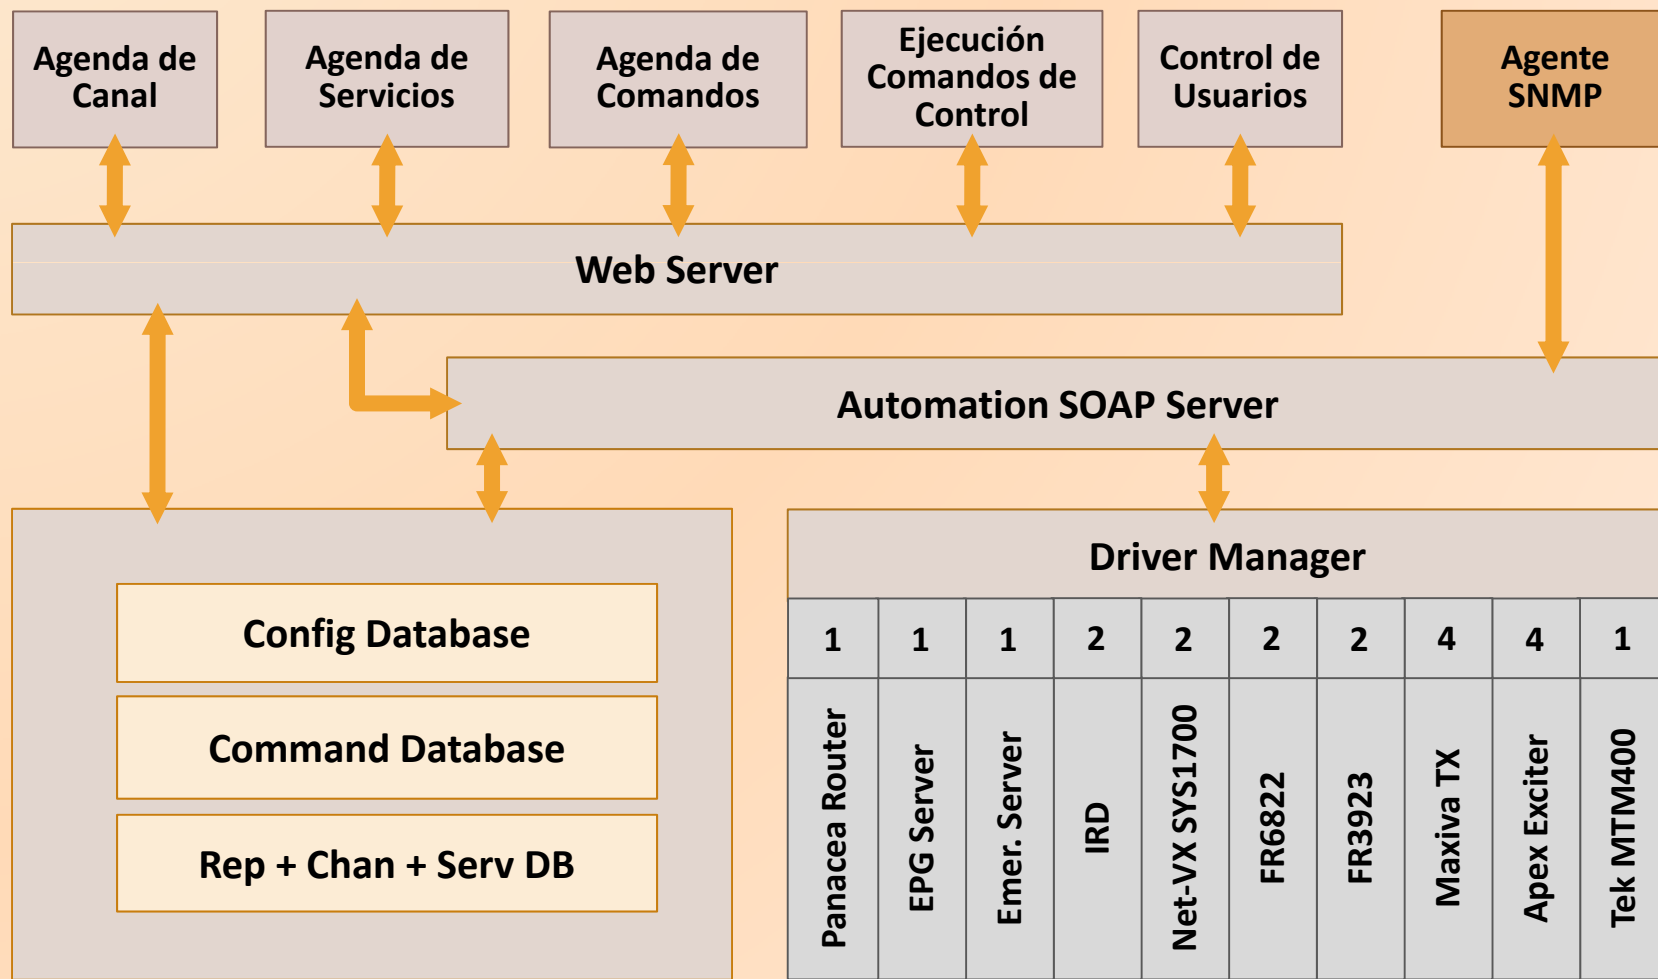 Agenda de
Canal
Agenda de
Servicios
Agenda de
Comandos
Ejecución
Comandos de
Control
Control de
Usuarios
Agente
SNMP
Web Server
Automation SOAP Server
Config Database
Command Database
Rep + Chan + Serv DB
Driver Manager
1 1 1 2 2 2 2 4 4 1
Panacea Router
EPG Server
Emer. Server
IRD
Net-VX SYS1700
FR6822
FR3923
Maxiva TX
Apex Exciter
Tek MTM400